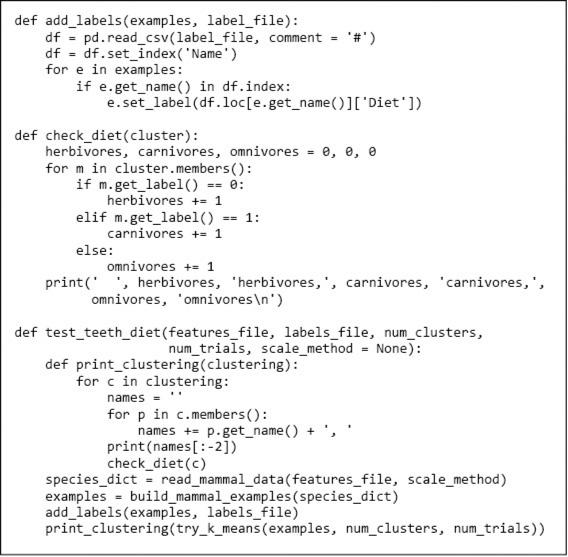 def add_labels(examples, label_file):
    df = pd.read_csv(label_file, comment = '#')
    df = df.set_index('Name')
    for e in examples:
        if e.get_name() in df.index:
            e.set_label(df.loc[e.get_name()]['Diet'])

def check_diet(cluster):
    herbivores, carnivores, omnivores = 0, 0, 0
    for m in cluster.members():
        if m.get_label() == 0:
            herbivores += 1
        elif m.get_label() == 1:
            carnivores += 1
        else:
            omnivores += 1
    print('  ', herbivores, 'herbivores,', carnivores, 'carnivores,',
          omnivores, 'omnivores\n')

def test_teeth_diet(features_file, labels_file, num_clusters,
                    num_trials, scale_method = None):
    def print_clustering(clustering):
        for c in clustering:
            names = ''
            for p in c.members():
                names += p.get_name() + ', '
            print(names[:-2])
            check_diet(c)
    species_dict = read_mammal_data(features_file, scale_method)
    examples = build_mammal_examples(species_dict)
    add_labels(examples, labels_file)
    print_clustering(try_k_means(examples, num_clusters, num_trials))